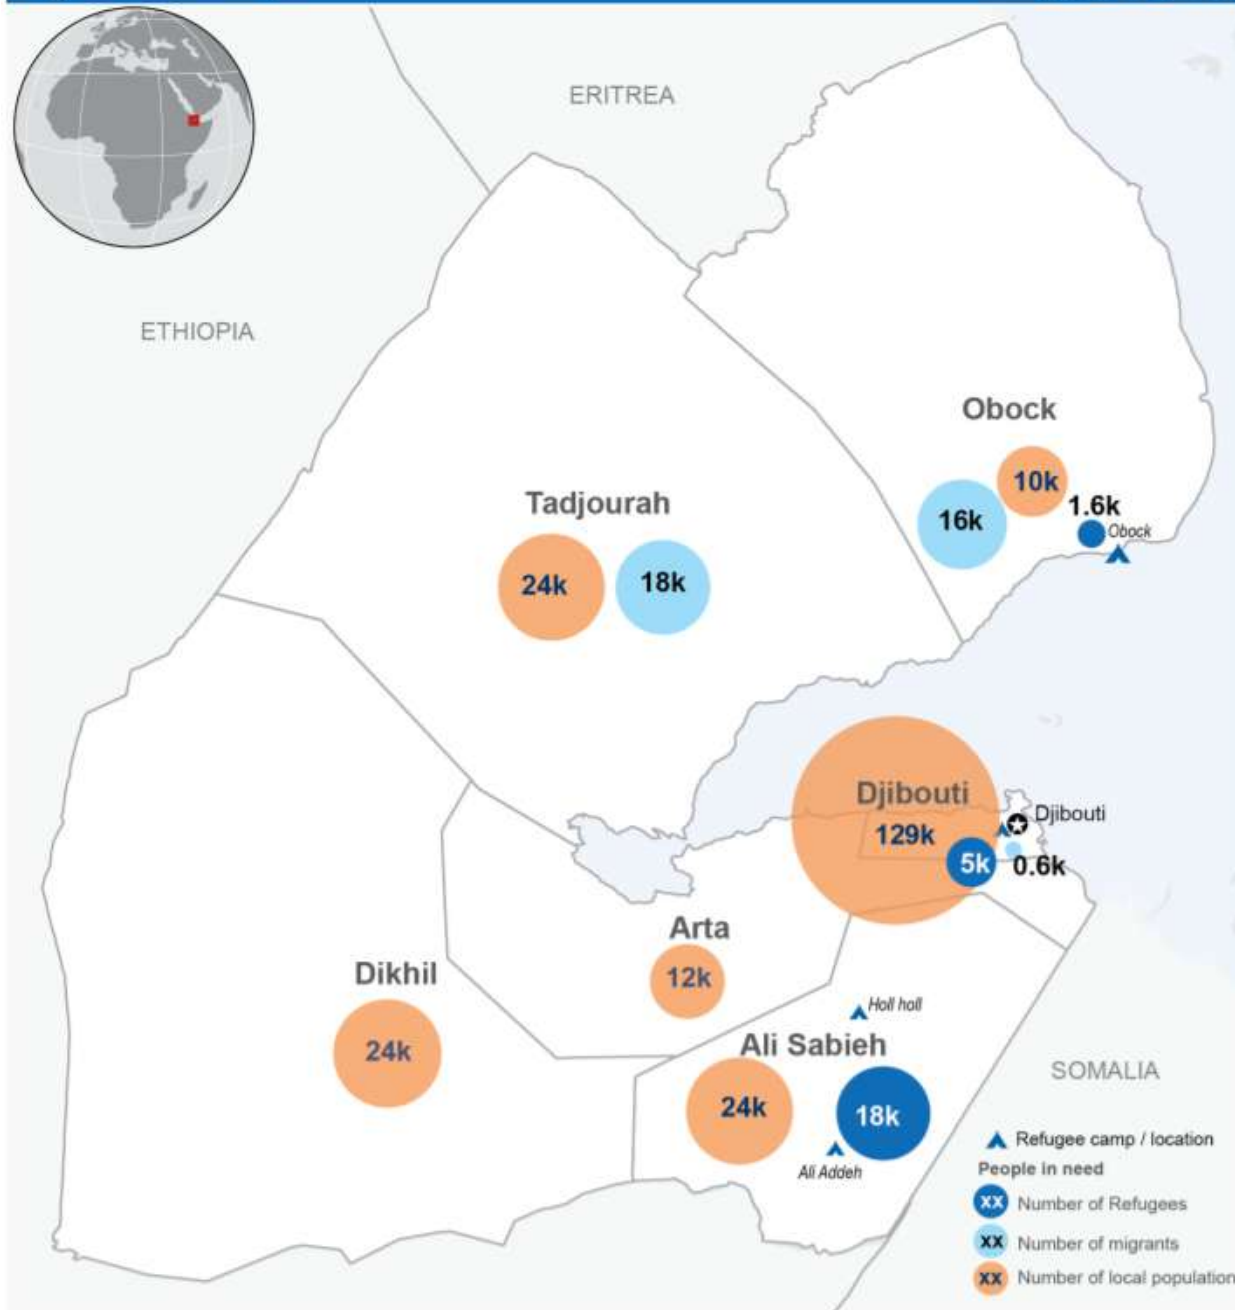 ERITREA
ETHIOPIA
Obock
10k
1.6k
16k
Obock
Tadjourah
24k
18k
Djibouti
Djibouti
129k
5k
0.6k
Arta
12k
Dikhil
24k
Holl holl
Ali Sabieh
24k
18k
Ali Addeh
SOMALIA
Refugee camp / location
People in need
XX Number of Refugees
XX Number of migrants
XX Number of local population